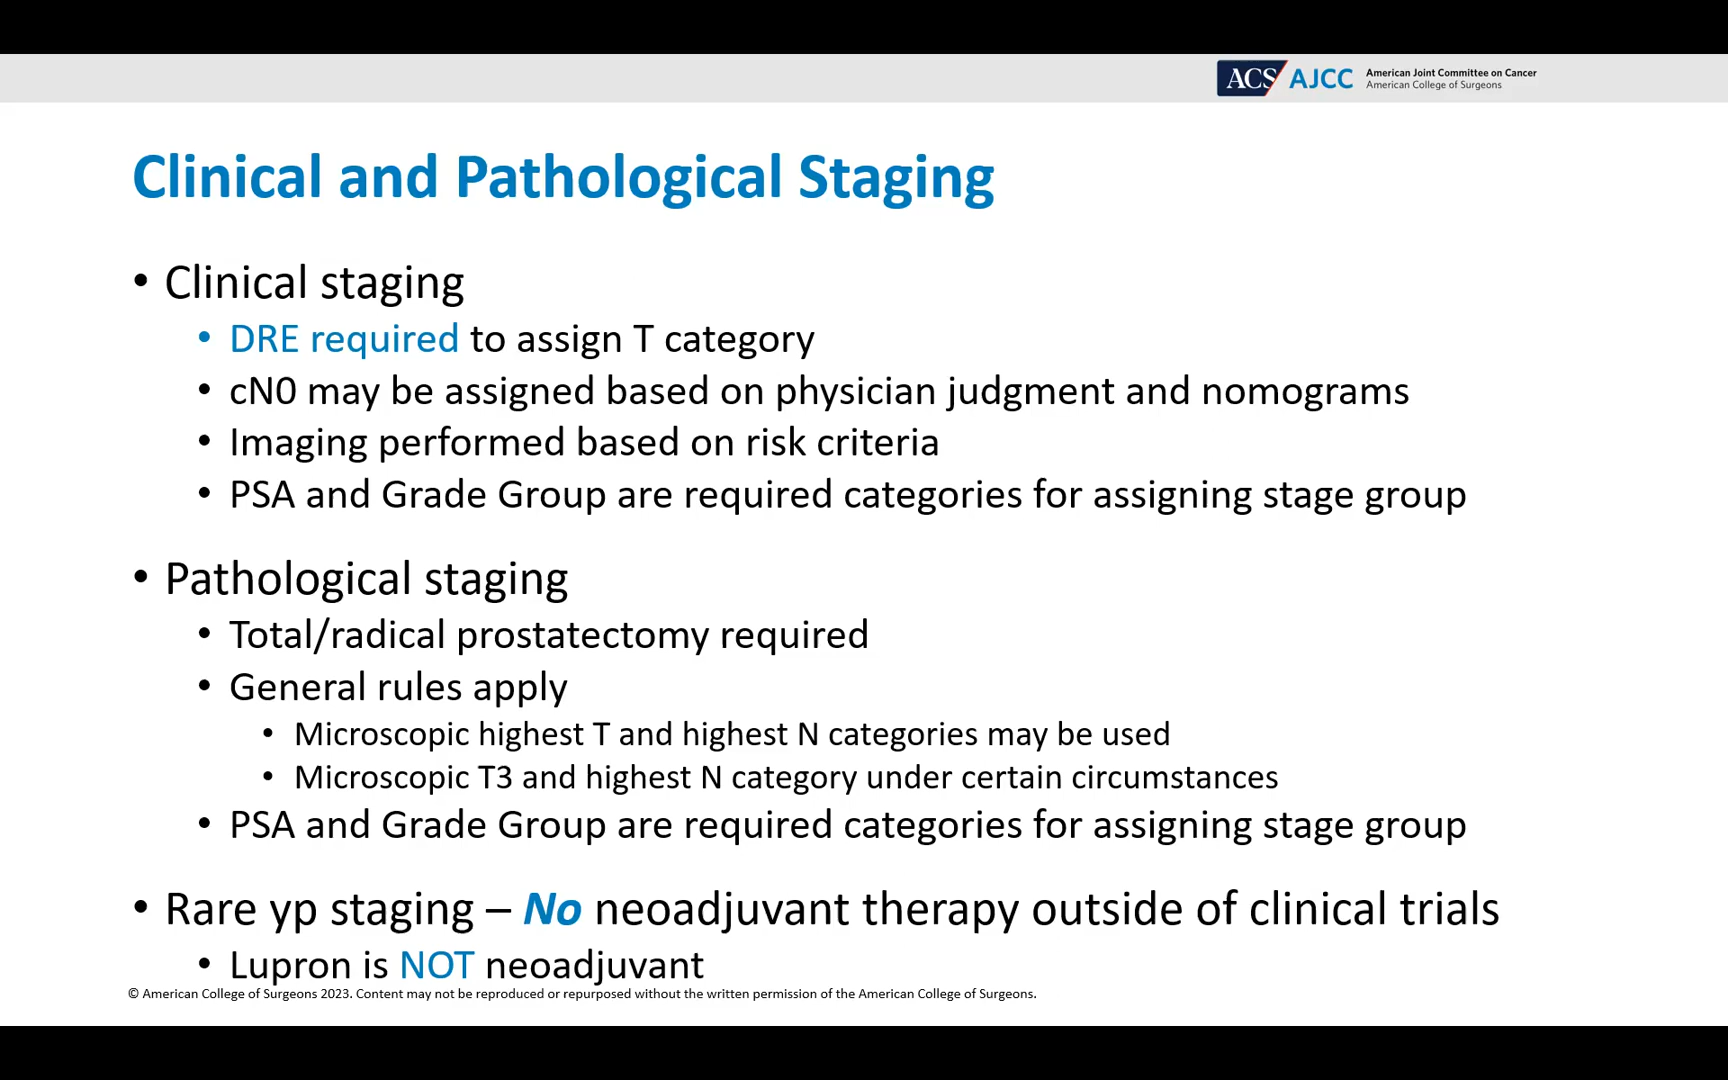 ACS AJCC American Joint Committee on Cancer
American College of Surgeons
Clinical and Pathological Staging
• Clinical staging
• DRE required to assign T category
• cN0 may be assigned based on physician judgment and nomograms
• Imaging performed based on risk criteria
• PSA and Grade Group are required categories for assigning stage group
• Pathological staging
• Total/radical prostatectomy required
• General rules apply
• Microscopic highest T and highest N categories may be used
• Microscopic T3 and highest N category under certain circumstances
• PSA and Grade Group are required categories for assigning stage group
• Rare yp staging – No neoadjuvant therapy outside of clinical trials
• Lupron is NOT neoadjuvant
© American College of Surgeons 2023. Content may not be reproduced or repurposed without the written permission of the American College of Surgeons.